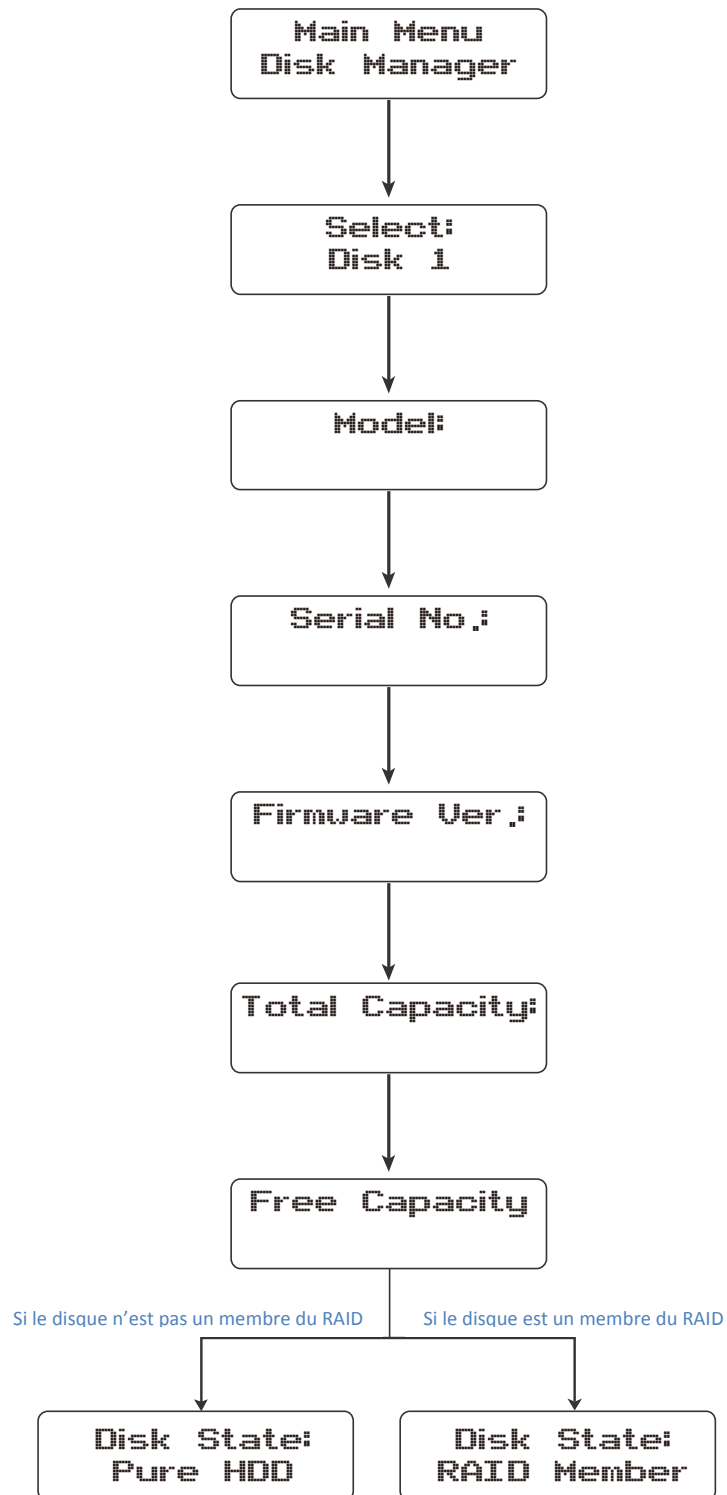 Main Menu
Disk Manager
Select:
Disk 1
Model:
Serial No.:
Firmware Ver.:
Total Capacity:
Free Capacity
Si le disque n’est pas un membre du RAID
Si le disque est un membre du RAID
Disk State:
Pure HDD
Disk State:
RAID Member